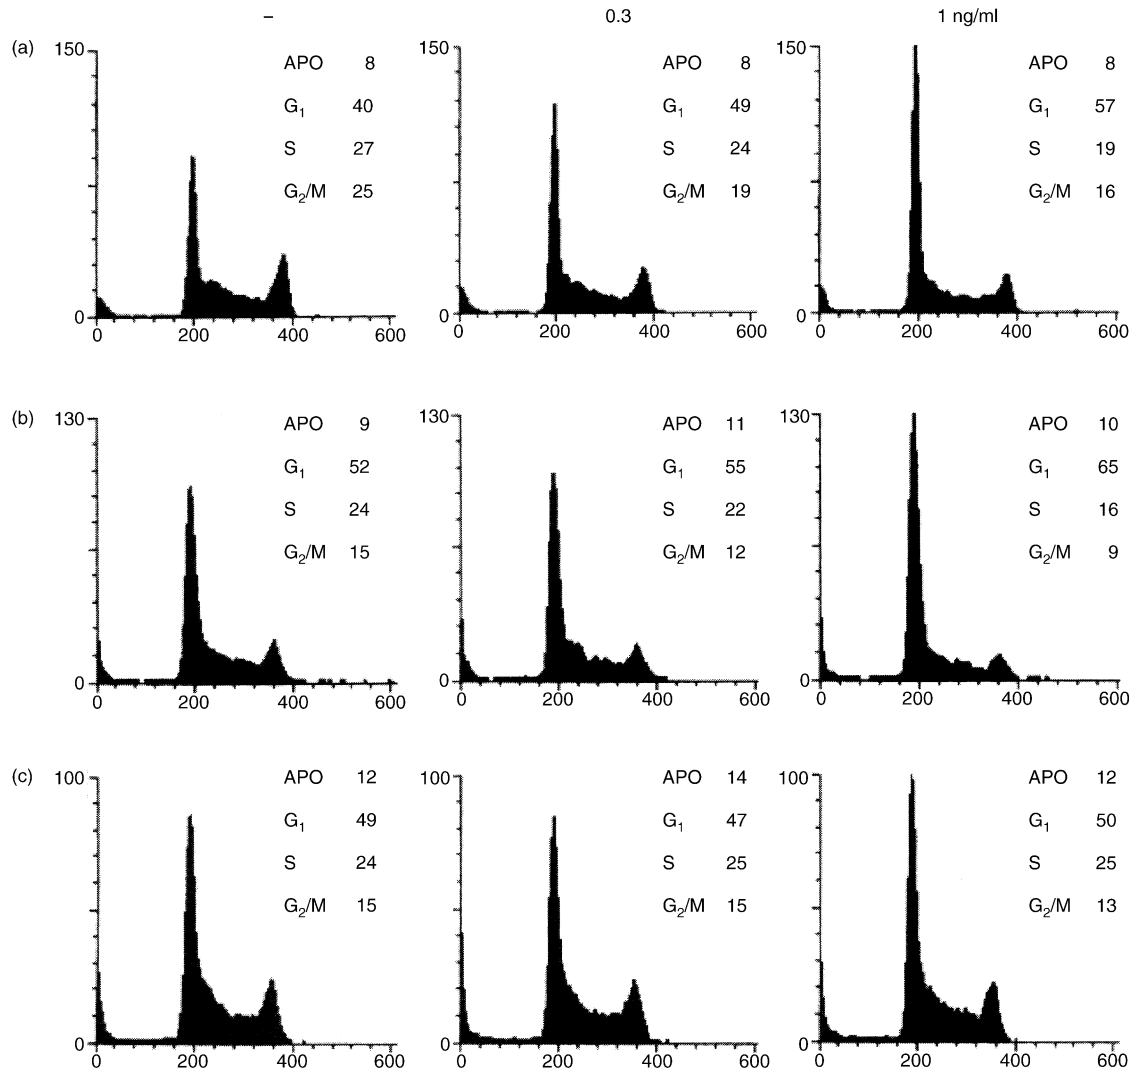 – 0.3 1 ng/ml
(a) 150 APO 8 150 APO 8 150 APO 8
G1 40 G1 49 G1 57
S 27 S 24 S 19
G2/M 25 G2/M 19 G2/M 16
0 0 0
0 200 400 600 0 200 400 600 0 200 400 600
(b) 130 APO 9 130 APO 11 130 APO 10
G1 52 G1 55 G1 65
S 24 S 22 S 16
G2/M 15 G2/M 12 G2/M 9
0 0 0
0 200 400 600 0 200 400 600 0 200 400 600
(c) 100 APO 12 100 APO 14 100 APO 12
G1 49 G1 47 G1 50
S 24 S 25 S 25
G2/M 15 G2/M 15 G2/M 13
0 0 0
0 200 400 600 0 200 400 600 0 200 400 600